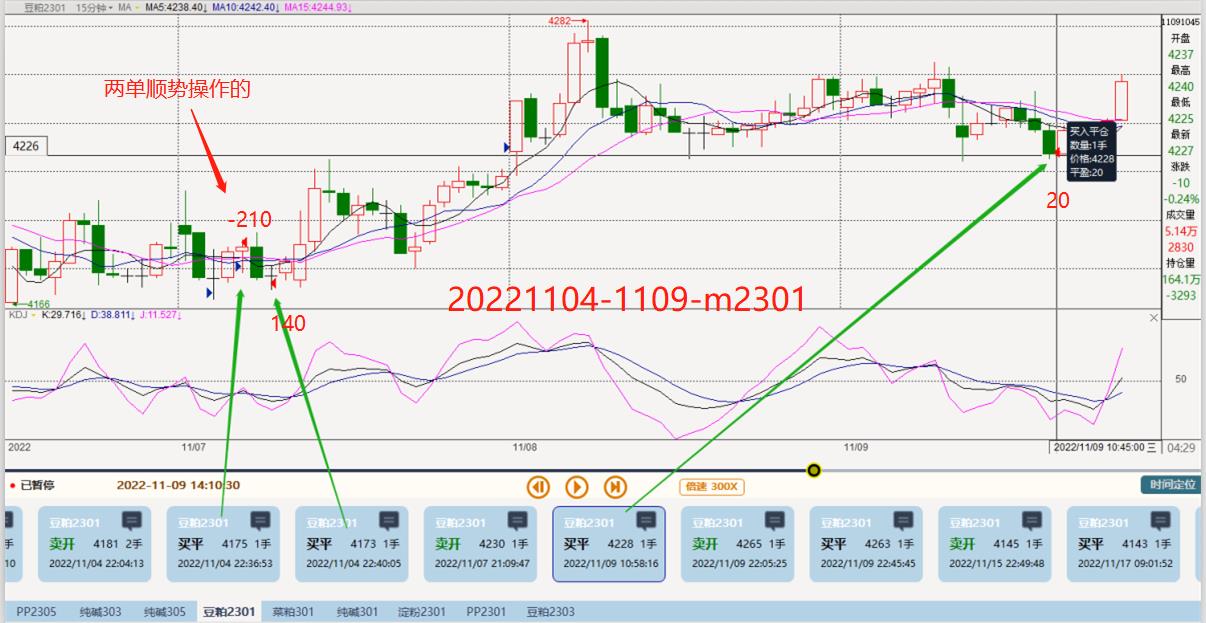 豆粕2301 15分钟 MA MA5:4238.40↓ MA10:4242.40↓ MA15:4244.93↓
4282
两单顺势操作的
4226
-210
140
4166
20221104-1109-m2301
买入平仓
数量:1手
价格:4228
平盈:20
20
11091045
开盘
4237
最高
4240
最低
4225
最新
4227
涨跌
-10
-0.24%
成交量
5.14万
2830
持仓量
164.1万
-3293
KDJ K:29.716↓ D:38.811↓ J:11.527↓
50
2022 11/07 11/08 11/09 2022/11/09 10:45:00 三 04:29
已暂停 2022-11-09 14:10:30 倍速 300X 时间定位
手
10
豆粕2301
卖开 4181 2手
2022/11/04 22:04:13
豆粕2301
买平 4175 1手
2022/11/04 22:36:53
豆粕2301
买平 4173 1手
2022/11/04 22:40:05
豆粕2301
卖开 4230 1手
2022/11/07 21:09:47
豆粕2301
买平 4228 1手
2022/11/09 10:58:16
豆粕2301
卖开 4265 1手
2022/11/09 22:05:25
豆粕2301
买平 4263 1手
2022/11/09 22:45:45
豆粕2301
卖开 4145 1手
2022/11/15 22:49:48
豆粕2301
买平 4143 1手
2022/11/17 09:01:52
PP2305 纯碱303 纯碱305 豆粕2301 菜粕301 纯碱301 淀粉2301 PP2301 豆粕2303